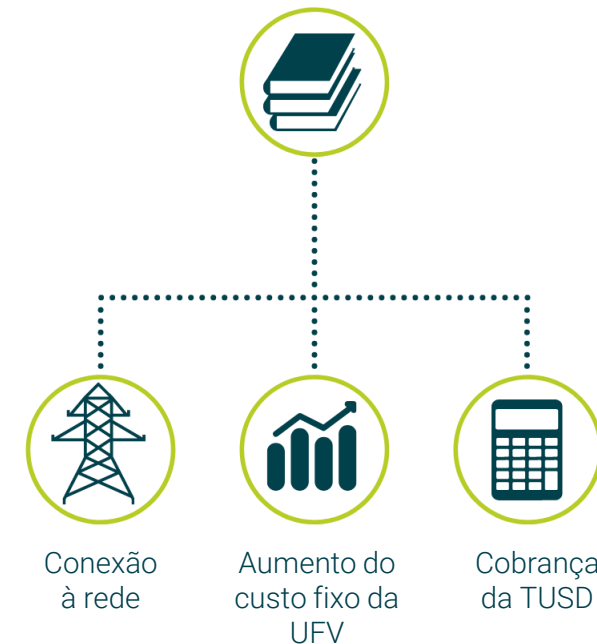 Conexão
à rede
Aumento do
custo fixo da
UFV
Cobrança
da TUSD